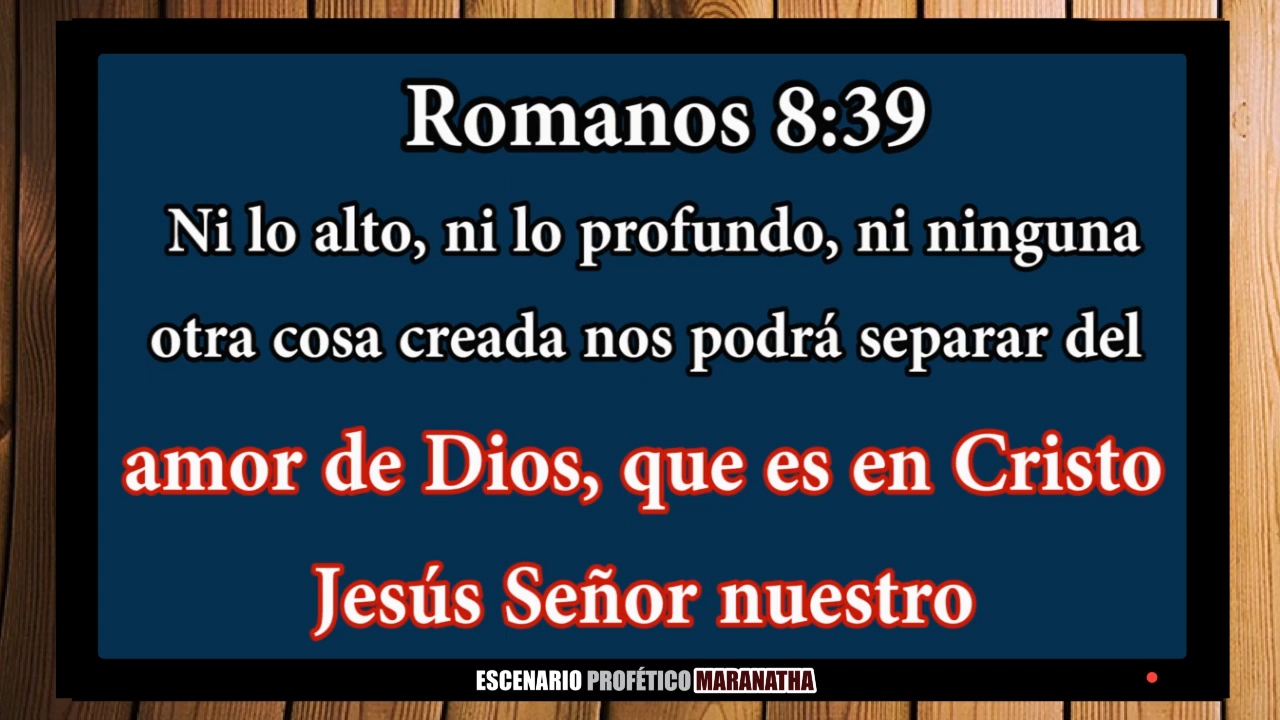 Romanos 8:39
Ni lo alto, ni lo profundo, ni ninguna
otra cosa creada nos podrá separar del
amor de Dios, que es en Cristo
Jesús Señor nuestro
ESCENARIO PROFÉTICO MARANATHA